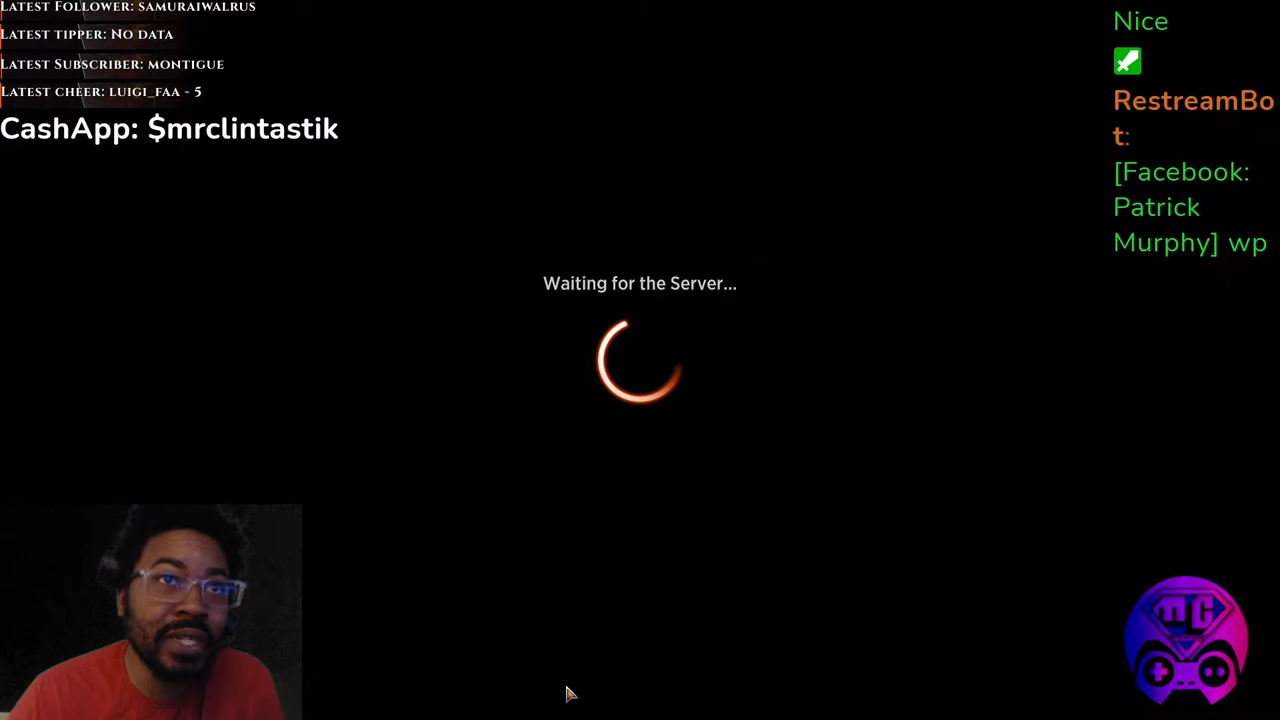 Latest Follower: samuraiwalrus
Latest tipper: No data
Latest Subscriber: montigue
Latest cheer: luigi_faa - 5
CashApp: $mrclintastik
Waiting for the Server...
Nice
RestreamBo
t:
[Facebook:
Patrick
Murphy] wp
MC